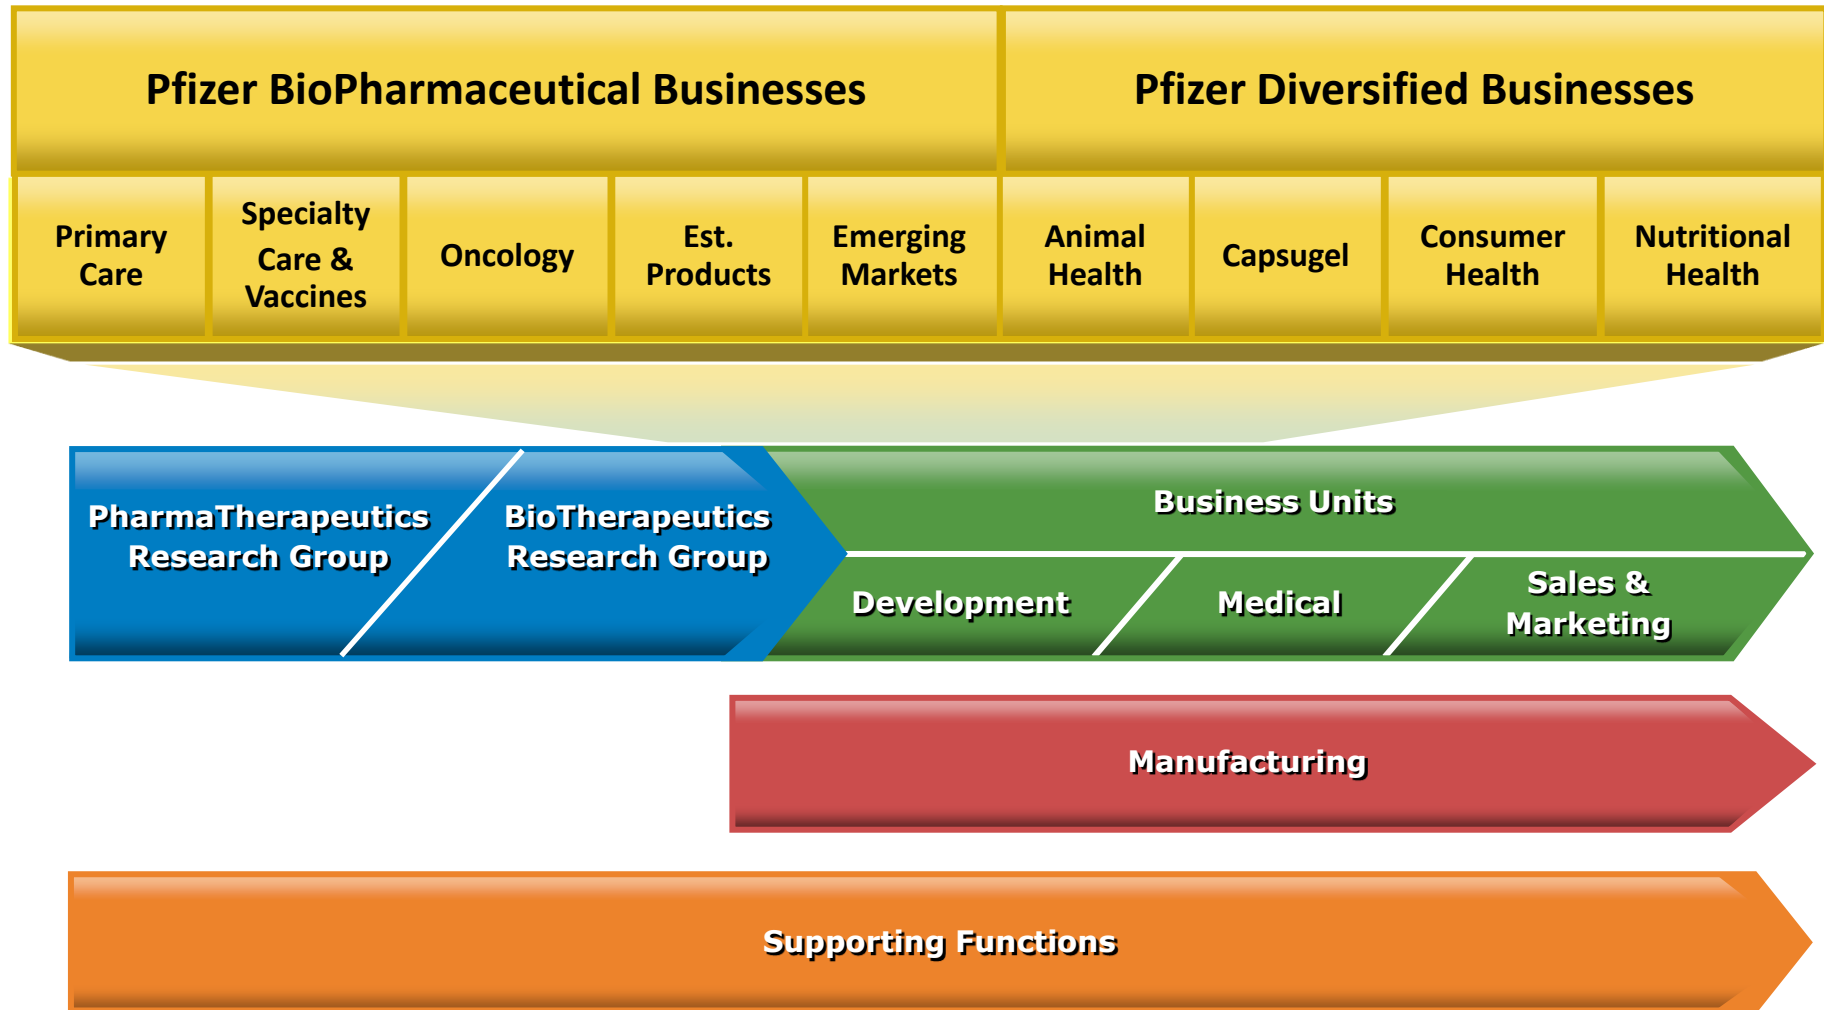 Pfizer BioPharmaceutical Businesses
Pfizer Diversified Businesses
Primary
Care
Specialty
Care &
Vaccines
Oncology
Est.
Products
Emerging
Markets
Animal
Health
Capsugel
Consumer
Health
Nutritional
Health
PharmaTherapeutics
Research Group
BioTherapeutics
Research Group
Business Units
Development
Medical
Sales &
Marketing
Manufacturing
Supporting Functions